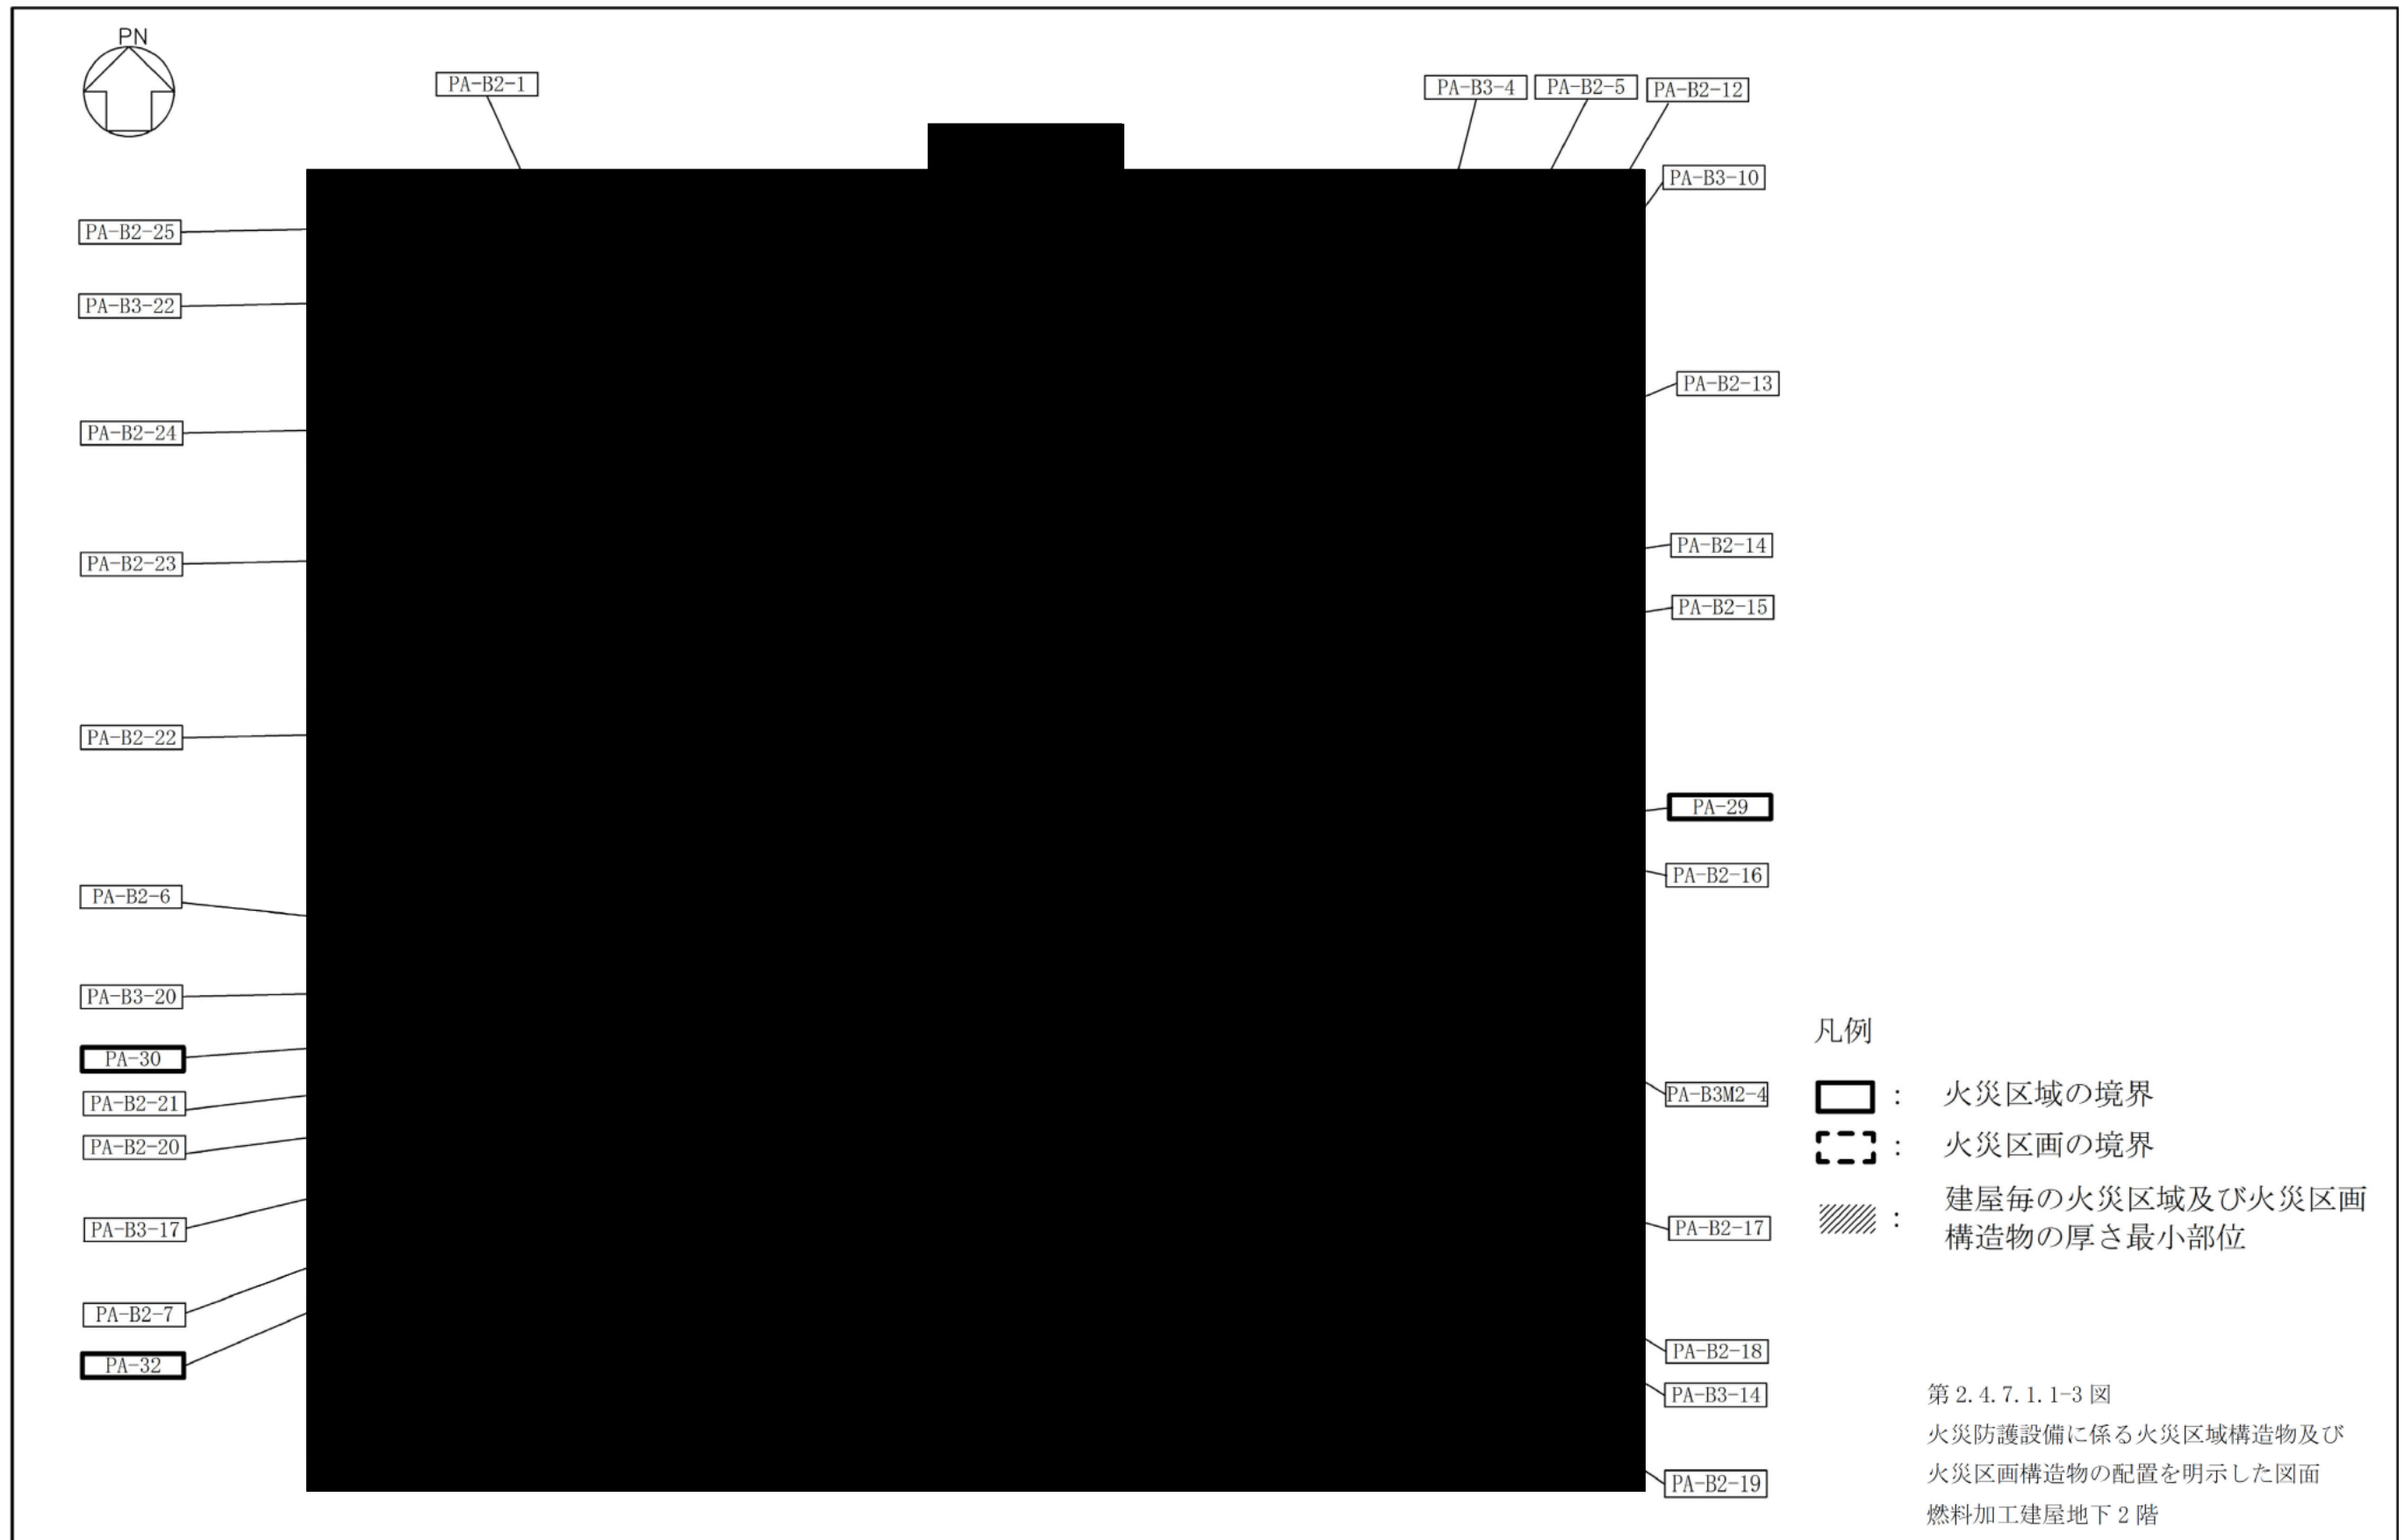 PN
PA-B2-1
PA-B3-4
PA-B2-5
PA-B2-12
PA-B3-10
PA-B2-25
PA-B3-22
PA-B2-13
PA-B2-24
PA-B2-14
PA-B2-23
PA-B2-15
PA-B2-22
PA-29
PA-B2-16
PA-B2-6
PA-B3-20
PA-30
PA-B2-21
PA-B3M2-4
PA-B2-20
PA-B3-17
PA-B2-17
PA-B2-7
PA-32
PA-B2-18
PA-B3-14
PA-B2-19
凡例
： 火災区域の境界
： 火災区画の境界
： 建屋毎の火災区域及び火災区画
構造物の厚さ最小部位
第2.4.7.1.1-3図
火災防護設備に係る火災区域構造物及び
火災区画構造物の配置を明示した図面
燃料加工建屋地下2階